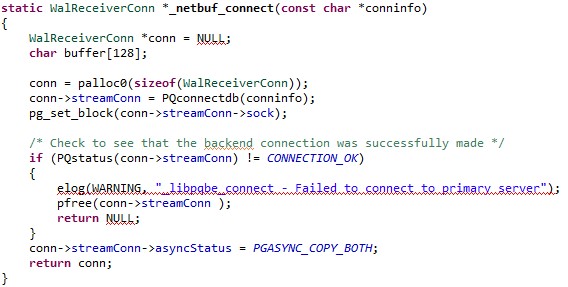 static WalReceiverConn *_netbuf_connect(const char *conninfo)
{
    WalReceiverConn *conn = NULL;
    char buffer[128];

    conn = palloc0(sizeof(WalReceiverConn));
    conn->streamConn = PQconnectdb(conninfo);
    pg_set_block(conn->streamConn->sock);

    /* Check to see that the backend connection was successfully made */
    if (PQstatus(conn->streamConn) != CONNECTION_OK)
    {
        elog(WARNING, "_libpqbe_connect - Failed to connect to primary server");
        pfree(conn->streamConn );
        return NULL;
    }
    conn->streamConn->asyncStatus = PGASYNC_COPY_BOTH;
    return conn;
}